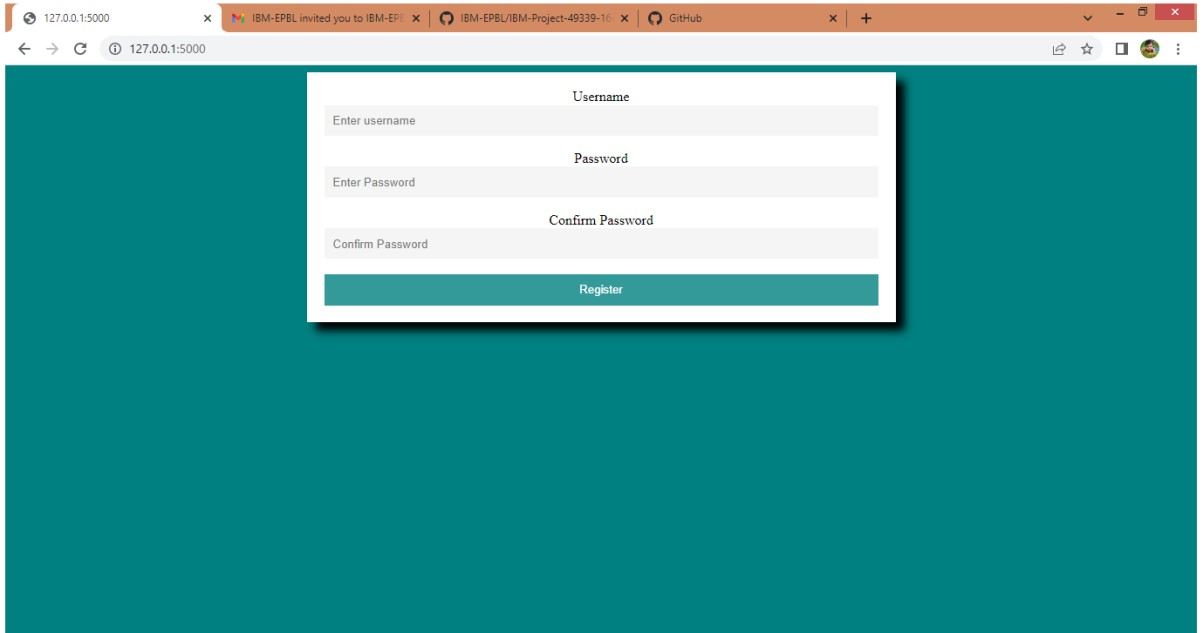 127.0.0.1:5000
IBM-EPBL invited you to IBM-EPE
IBM-EPBL/IBM-Project-49339-16
GitHub
127.0.0.1:5000
Username
Enter username
Password
Enter Password
Confirm Password
Confirm Password
Register